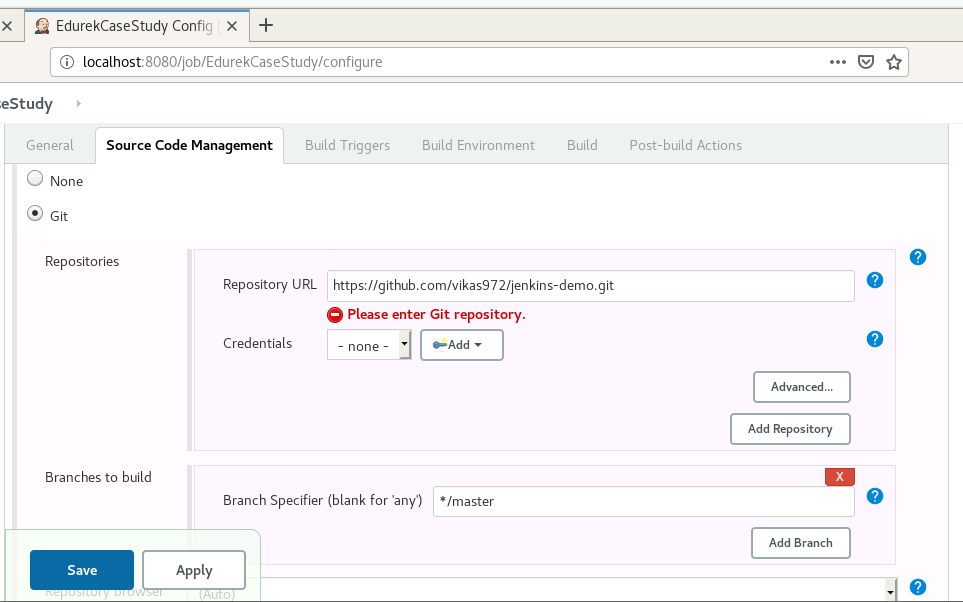 EdurekCaseStudy Config
localhost:8080/job/EdurekCaseStudy/configure
eStudy
General
Source Code Management
Build Triggers
Build Environment
Build
Post-build Actions
None
Git
Repositories
Repository URL
https://github.com/vikas972/jenkins-demo.git
Please enter Git repository.
Credentials
- none -
Add
Advanced...
Add Repository
Branches to build
X
Branch Specifier (blank for 'any')
*/master
Add Branch
Save
Apply
Repository browser
(Auto)